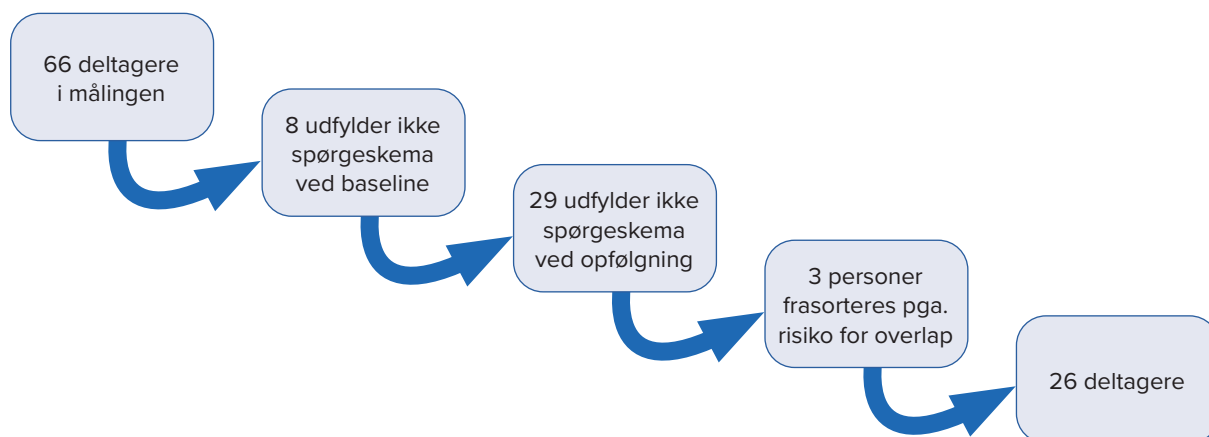 66 deltagere
i målingen
8 udfylder ikke
spørgeskema
ved baseline
29 udfylder ikke
spørgeskema
ved opfølgning
3 personer
frasorteres pga.
risiko for overlap
26 deltagere